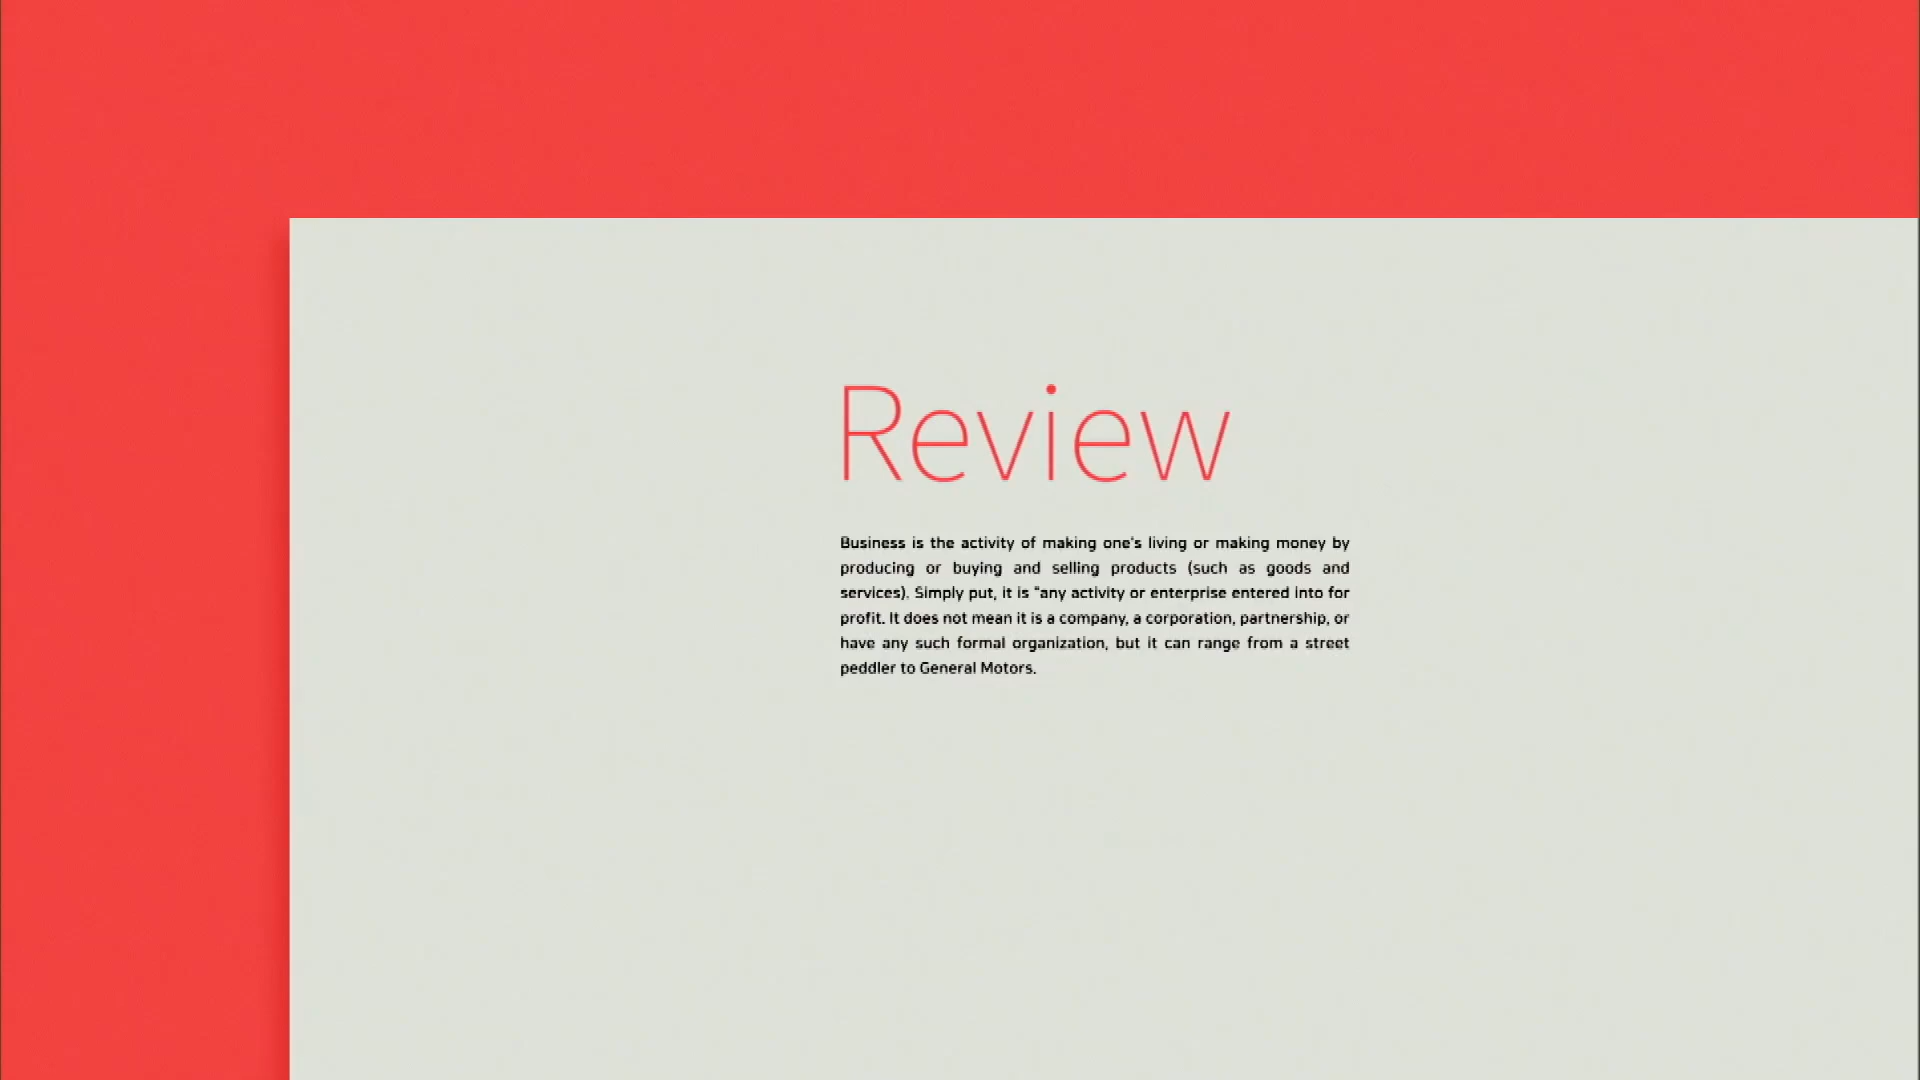 Review
Business is the activity of making one's living or making money by
producing or buying and selling products (such as goods and
services). Simply put, it is "any activity or enterprise entered into for
profit. It does not mean it is a company, a corporation, partnership, or
have any such formal organization, but it can range from a street
peddler to General Motors.